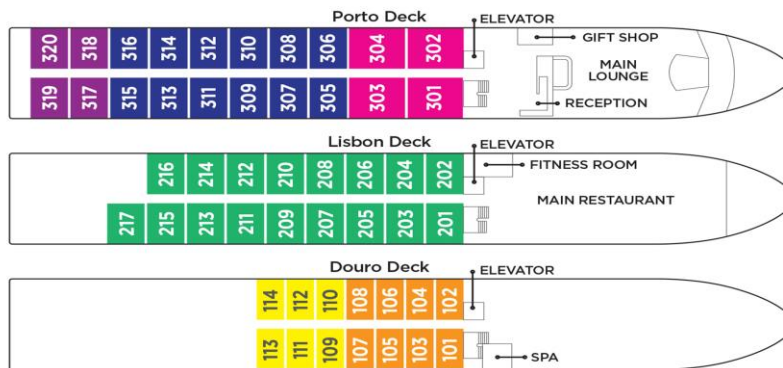 Porto Deck
ELEVATOR
320 318 316 314 312 310 308 306 304 302
GIFT SHOP
MAIN
LOUNGE
319 317 315 313 311 309 307 305 303 301
RECEPTION
Lisbon Deck
ELEVATOR
216 214 212 210 208 206 204 202
FITNESS ROOM
MAIN RESTAURANT
217 215 213 211 209 207 205 203 201
Douro Deck
ELEVATOR
114 112 110 108 106 104 102
113 111 109 107 105 103 101
SPA